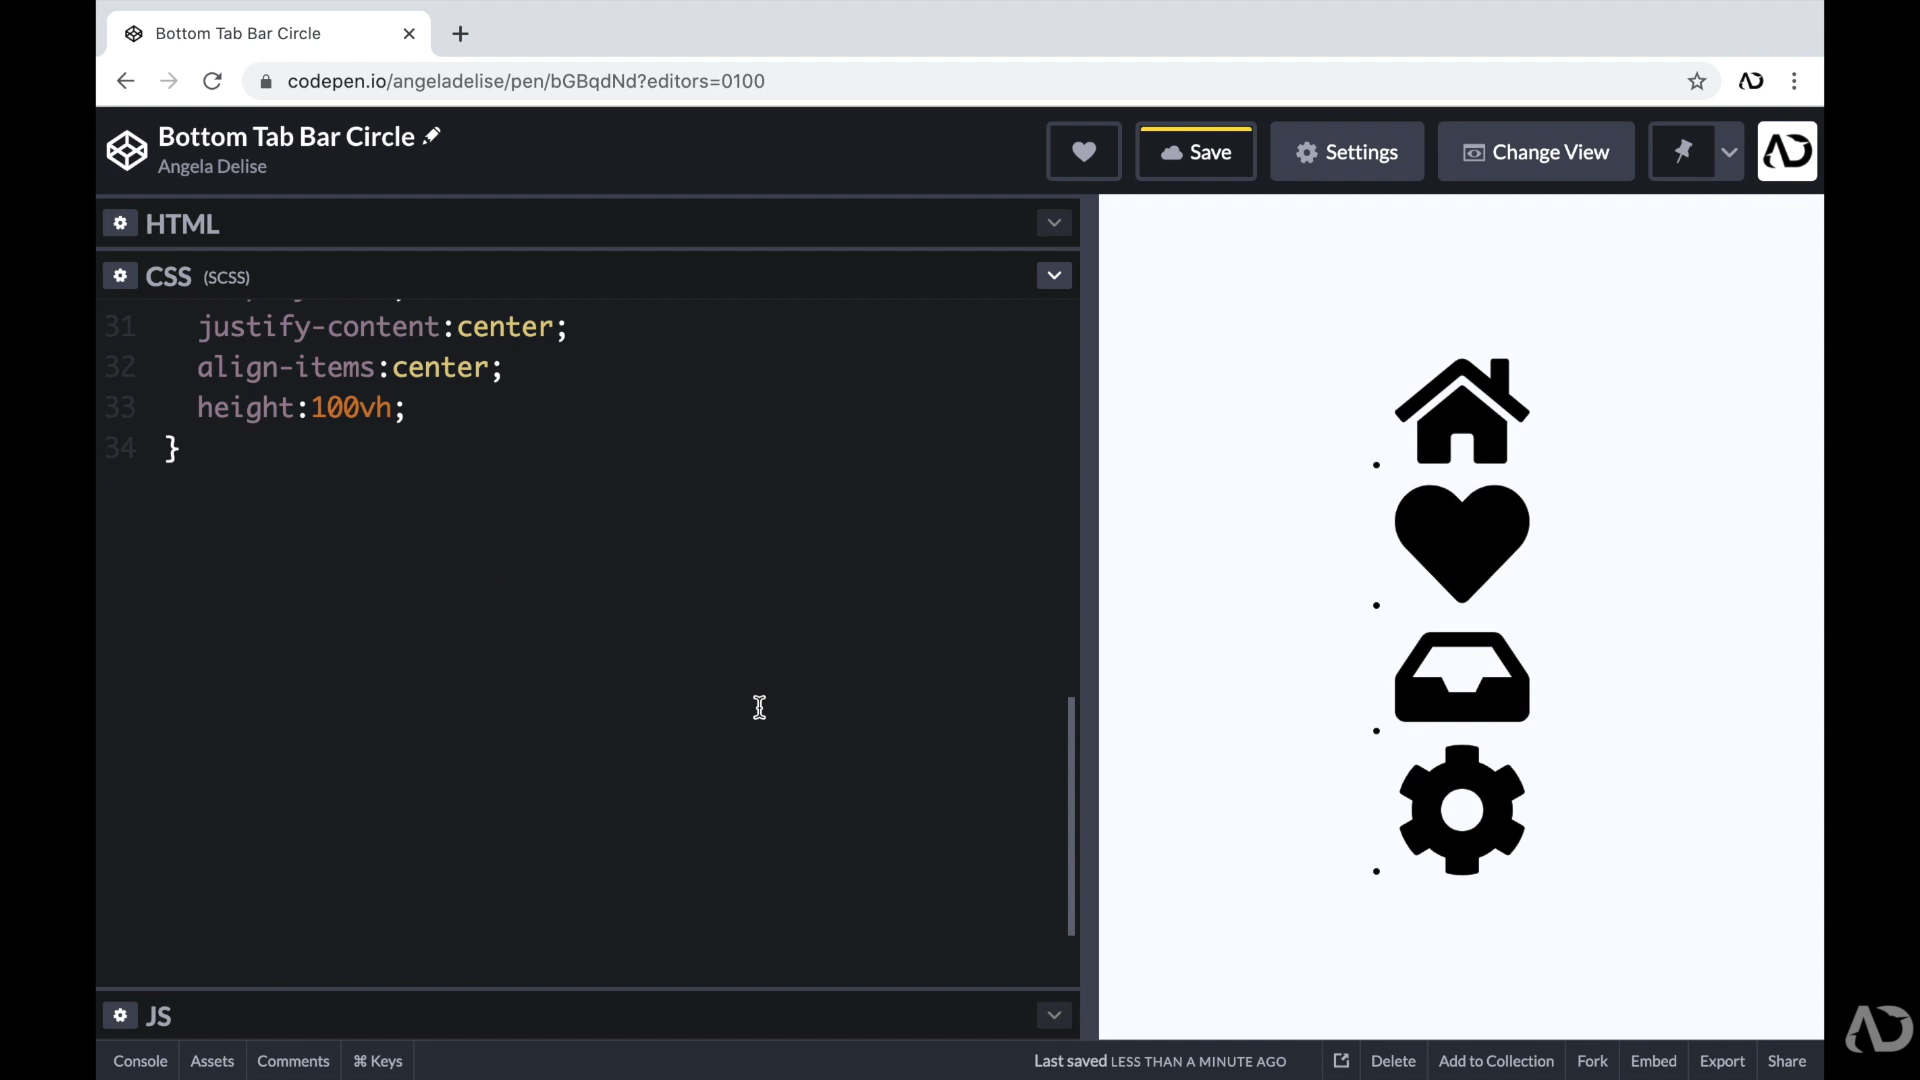 Bottom Tab Bar Circle
codepen.io/angeladelise/pen/bGBqdNd?editors=0100
Bottom Tab Bar Circle
Angela Delise
Save
Settings
Change View
HTML
CSS (SCSS)
31 justify-content:center;
32 align-items:center;
33 height:100vh;
34 }
JS
Console
Assets
Comments
⌘ Keys
Last saved LESS THAN A MINUTE AGO
Delete
Add to Collection
Fork
Embed
Export
Share